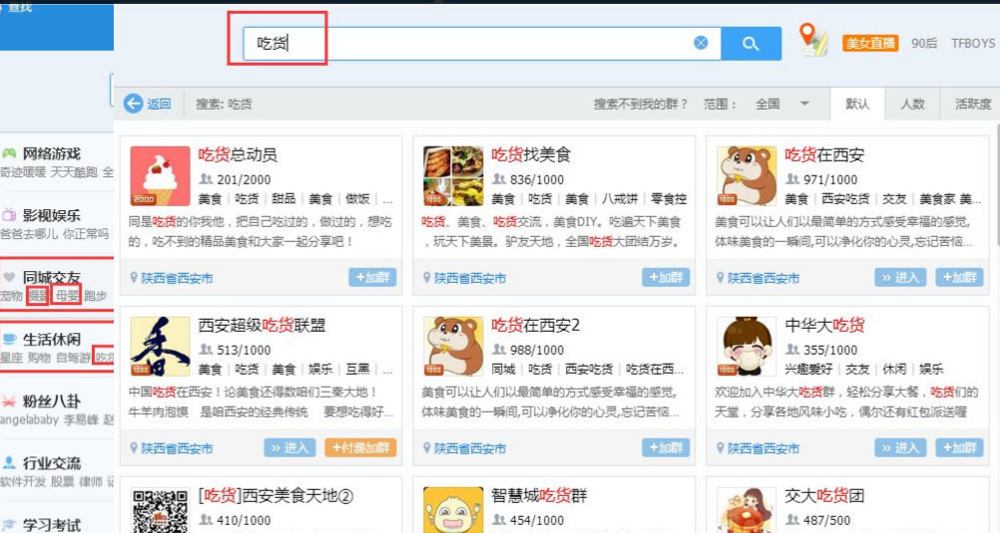 查找
吃货
美女直播 90后 TFBOYS
返回 搜索: 吃货 搜索不到我的群？ 范围： 全国 默认 人数 活跃度
网络游戏
奇迹暖暖 天天酷跑 全
影视娱乐
爸爸去哪儿 你正常吗
同城交友
宠物 摄影 母婴 跑步
生活休闲
星座 购物 自驾游 吃货
粉丝八卦
angelababy 李易峰 赵
行业交流
软件开发 股票 律师
学习考试
吃货总动员
201/2000
2000
美食 | 吃货 | 甜品 | 美食 | 做饭 | ...
同是吃货的你我他，把自己吃过的，做过的，想吃
的，吃不到的精品美食和大家一起分享吧！
陕西省西安市 +加群
吃货找美食
836/1000
1000
美食 | 吃货 | 美食 | 八戒饼 | 零食控
吃货、美食、吃货交流，美食DIY。吃遍天下美食
，玩天下美景。驴友天地，全国吃货大团结万岁。
陕西省西安市 +加群
吃货在西安
971/1000
1000
美食 | 西安吃货 | 交友 | 美食家 美...
美食可以让人们以最简单的方式感受幸福的感觉,
体味美食的一瞬间,可以净化你的心灵,忘记苦恼...
陕西省西安市 » 进入 +加群
西安超级吃货联盟
513/1000
1000
美食 | 吃货 | 美食 | 娱乐 | 互黑 | ...
中国吃货在西安！论美食还得数咱们三秦大地！
牛羊肉泡馍 是咱西安的经典传统 要想吃得好...
陕西省西安市 » 进入 +付费加群
吃货在西安2
988/1000
1000
同城 | 吃货 | 西安吃货 | 吃货在西...
美食可以让人们以最简单的方式感受幸福的感觉,
体味美食的一瞬间,可以净化你的心灵,忘记苦恼...
陕西省西安市 +加群
中华大吃货
355/1000
1000
兴趣爱好 | 交友 | 休闲 | 娱乐
欢迎加入中华大吃货群，轻松分享大餐，吃货们的
天堂，分享各地风味小吃，偶尔还有红包派送喔
陕西省西安市 » 进入 +加群
[吃货]西安美食天地②
410/1000
智慧城吃货群
454/1000
交大吃货团
487/500